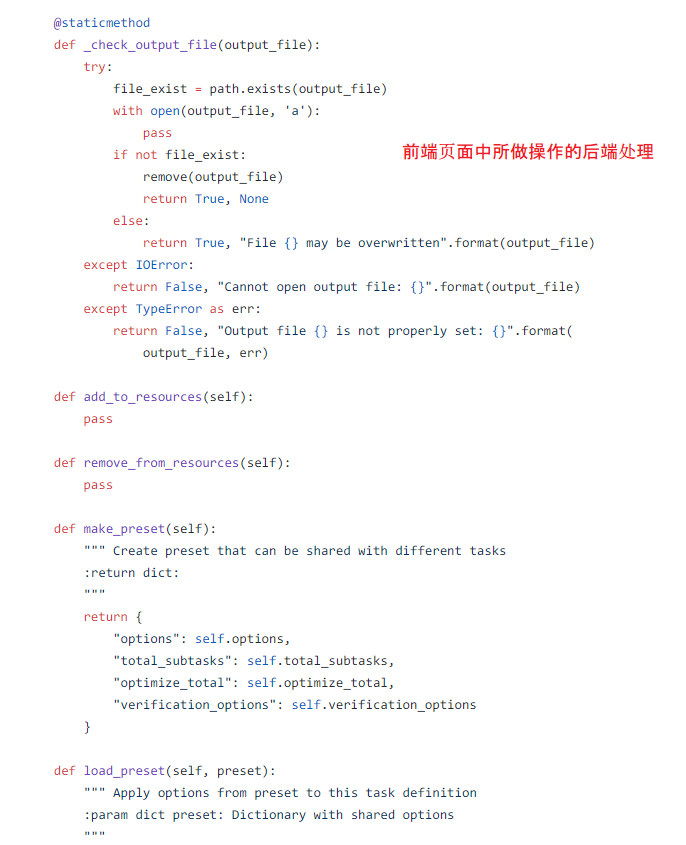 @staticmethod
def _check_output_file(output_file):
    try:
        file_exist = path.exists(output_file)
        with open(output_file, 'a'):
            pass
        if not file_exist:
            remove(output_file)
            return True, None
        else:
            return True, "File {} may be overwritten".format(output_file)
    except IOError:
        return False, "Cannot open output file: {}".format(output_file)
    except TypeError as err:
        return False, "Output file {} is not properly set: {}".format(
            output_file, err)
前端页面中所做操作的后端处理
def add_to_resources(self):
    pass
def remove_from_resources(self):
    pass
def make_preset(self):
    """ Create preset that can be shared with different tasks
    :return dict:
    """
    return {
        "options": self.options,
        "total_subtasks": self.total_subtasks,
        "optimize_total": self.optimize_total,
        "verification_options": self.verification_options
    }
def load_preset(self, preset):
    """ Apply options from preset to this task definition
    :param dict preset: Dictionary with shared options
    """